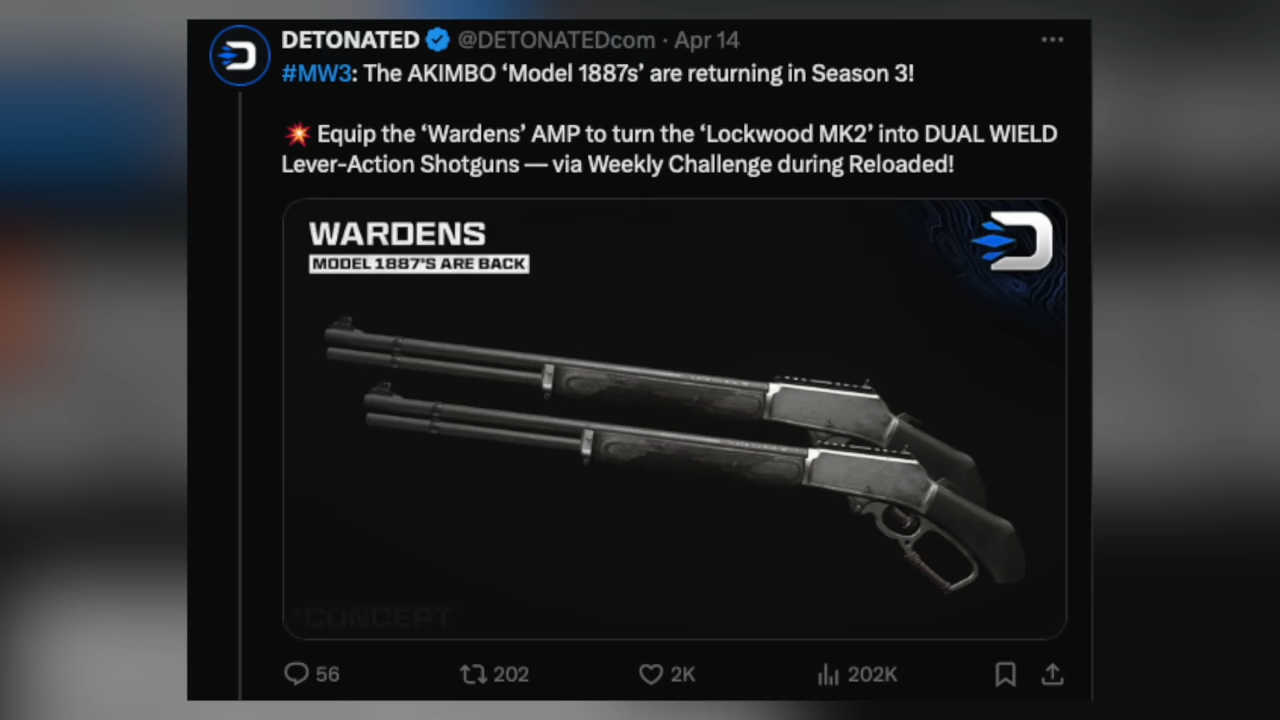 DETONATED @DETONATEDcom · Apr 14
#MW3: The AKIMBO ‘Model 1887s’ are returning in Season 3!
💥 Equip the ‘Wardens’ AMP to turn the ‘Lockwood MK2’ into DUAL WIELD
Lever-Action Shotguns — via Weekly Challenge during Reloaded!
WARDENS
MODEL 1887'S ARE BACK
*CONCEPT
56 202 2K 202K